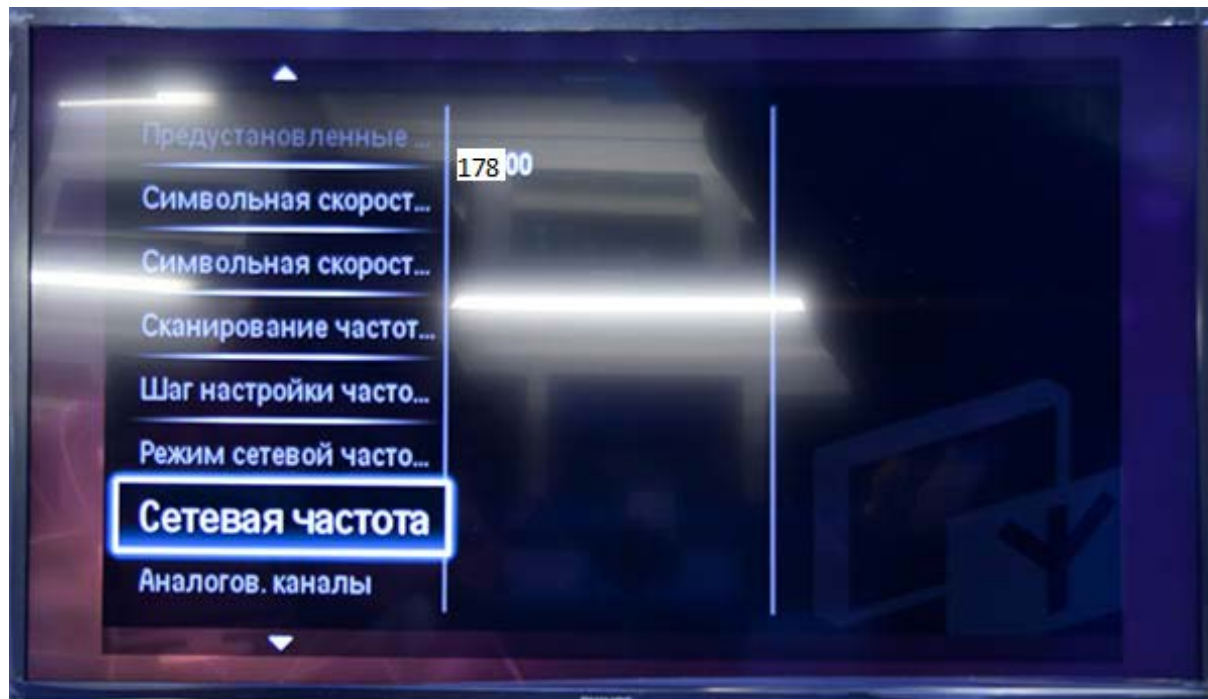 Предустановленные ...
178 00
Символьная скорост...
Символьная скорост...
Сканирование частот...
Шаг настройки часто...
Режим сетевой часто...
Сетевая частота
Аналогов. каналы